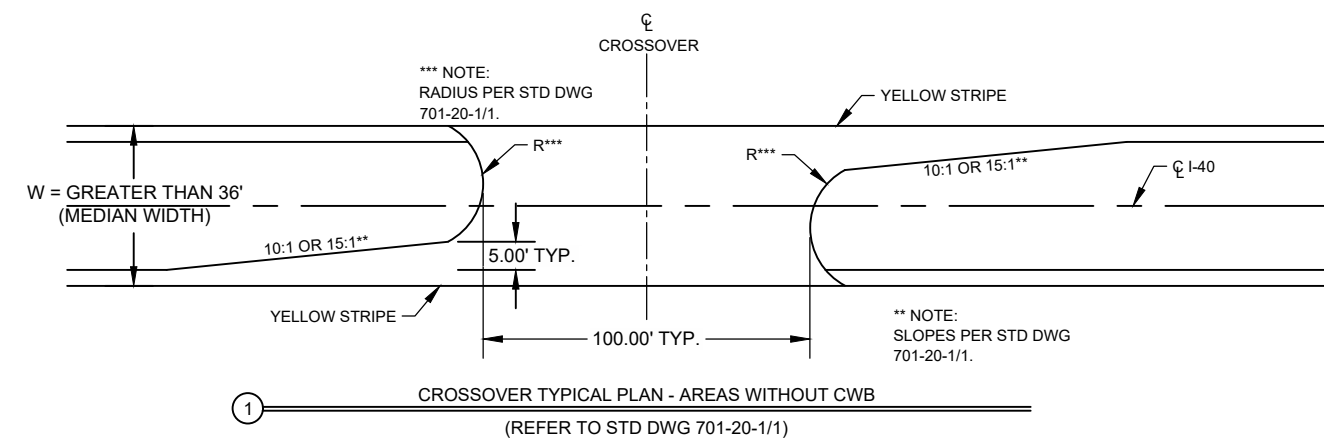 ℄
CROSSOVER
*** NOTE:
RADIUS PER STD DWG
701-20-1/1.
YELLOW STRIPE
R***
R***
10:1 OR 15:1**
℄ I-40
W = GREATER THAN 36'
(MEDIAN WIDTH)
10:1 OR 15:1**
5.00' TYP.
YELLOW STRIPE
** NOTE:
SLOPES PER STD DWG
701-20-1/1.
100.00' TYP.
1
CROSSOVER TYPICAL PLAN - AREAS WITHOUT CWB
(REFER TO STD DWG 701-20-1/1)